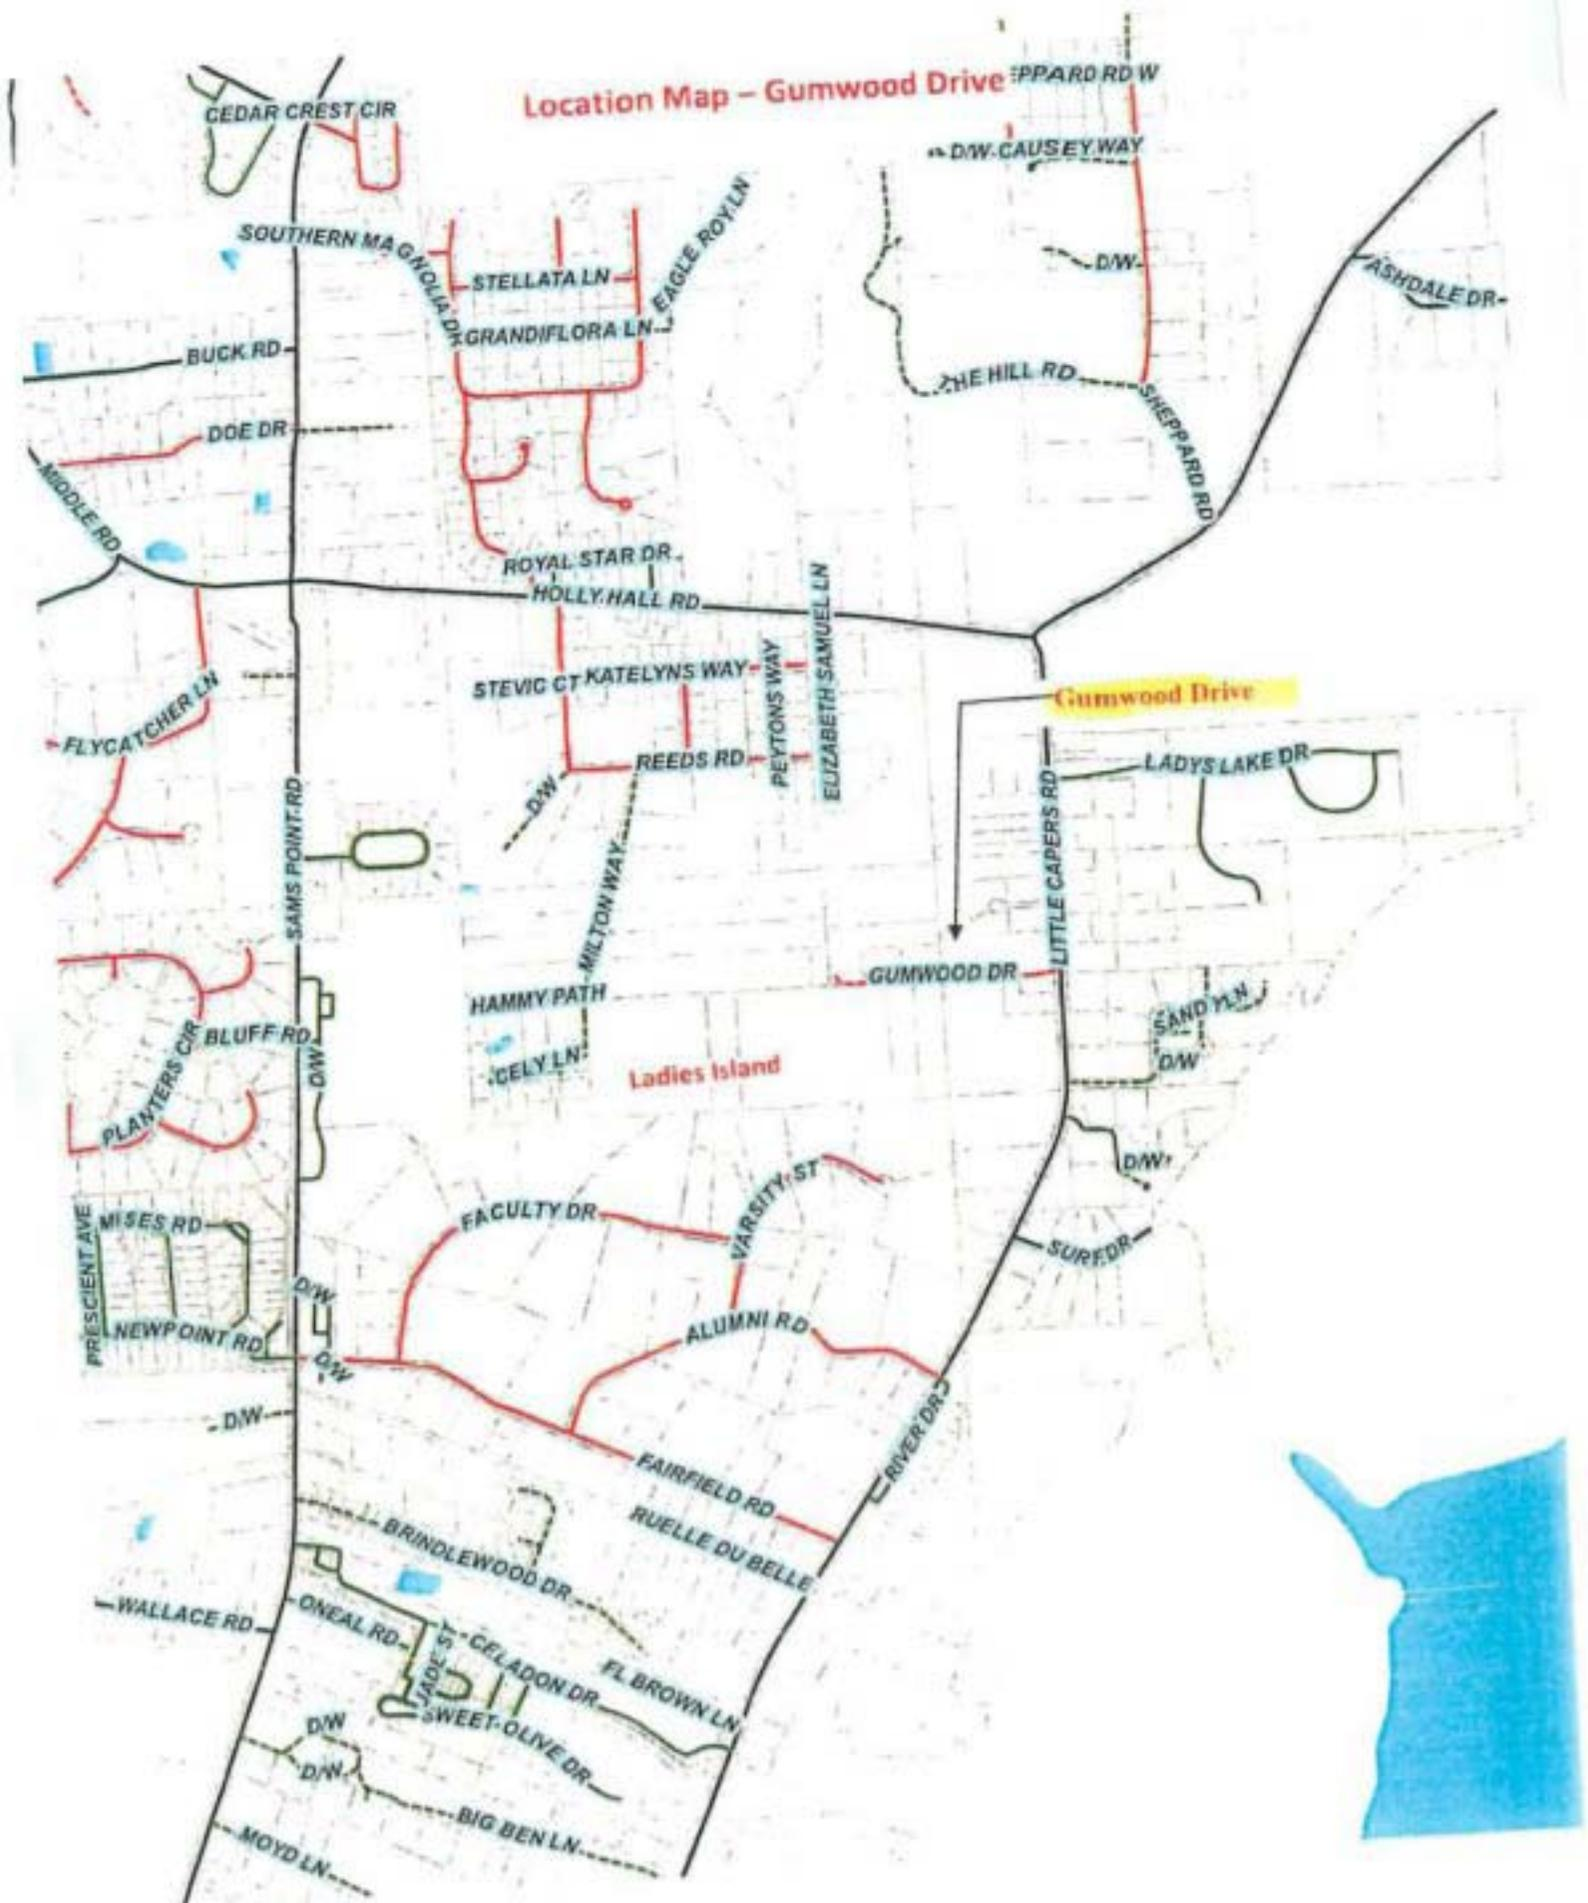 Location Map – Gumwood Drive
EPPARD RD W
CEDAR CREST CIR
D/W CAUSEY WAY
SOUTHERN MAGNOLIA DR
EAGLE ROY LN
STELLATA LN
D/W
ASHDALE DR
GRANDIFLORA LN
BUCK RD
THE HILL RD
SHEPPARD RD
DOE DR
MIDDLE RD
ROYAL STAR DR
HOLLY HALL RD
STEVIC CT
KATELYNS WAY
PEYTONS WAY
ELIZABETH SAMUEL LN
Gumwood Drive
FLYCATCHER LN
REEDS RD
D/W
LADYS LAKE DR
SAMS POINT RD
MILTON WAY
LITTLE CAPERS RD
GUMWOOD DR
HAMMY PATH
SANDY LN
BLUFF RD
PLANTERS CIR
D/W
CELY LN
Ladies Island
D/W
D/W
PRESCIENT AVE
MISES RD
FACULTY DR
VARSITY ST
SURF DR
D/W
NEWPOINT RD
D/W
ALUMNI RD
D/W
RIVER DR
FAIRFIELD RD
RUELLE DU BELLE
BRINDLEWOOD DR
WALLACE RD
ONEAL RD
JADE ST
CELADON DR
FL BROWN LN
SWEET OLIVE DR
D/W
D/W
BIG BEN LN
MOYD LN